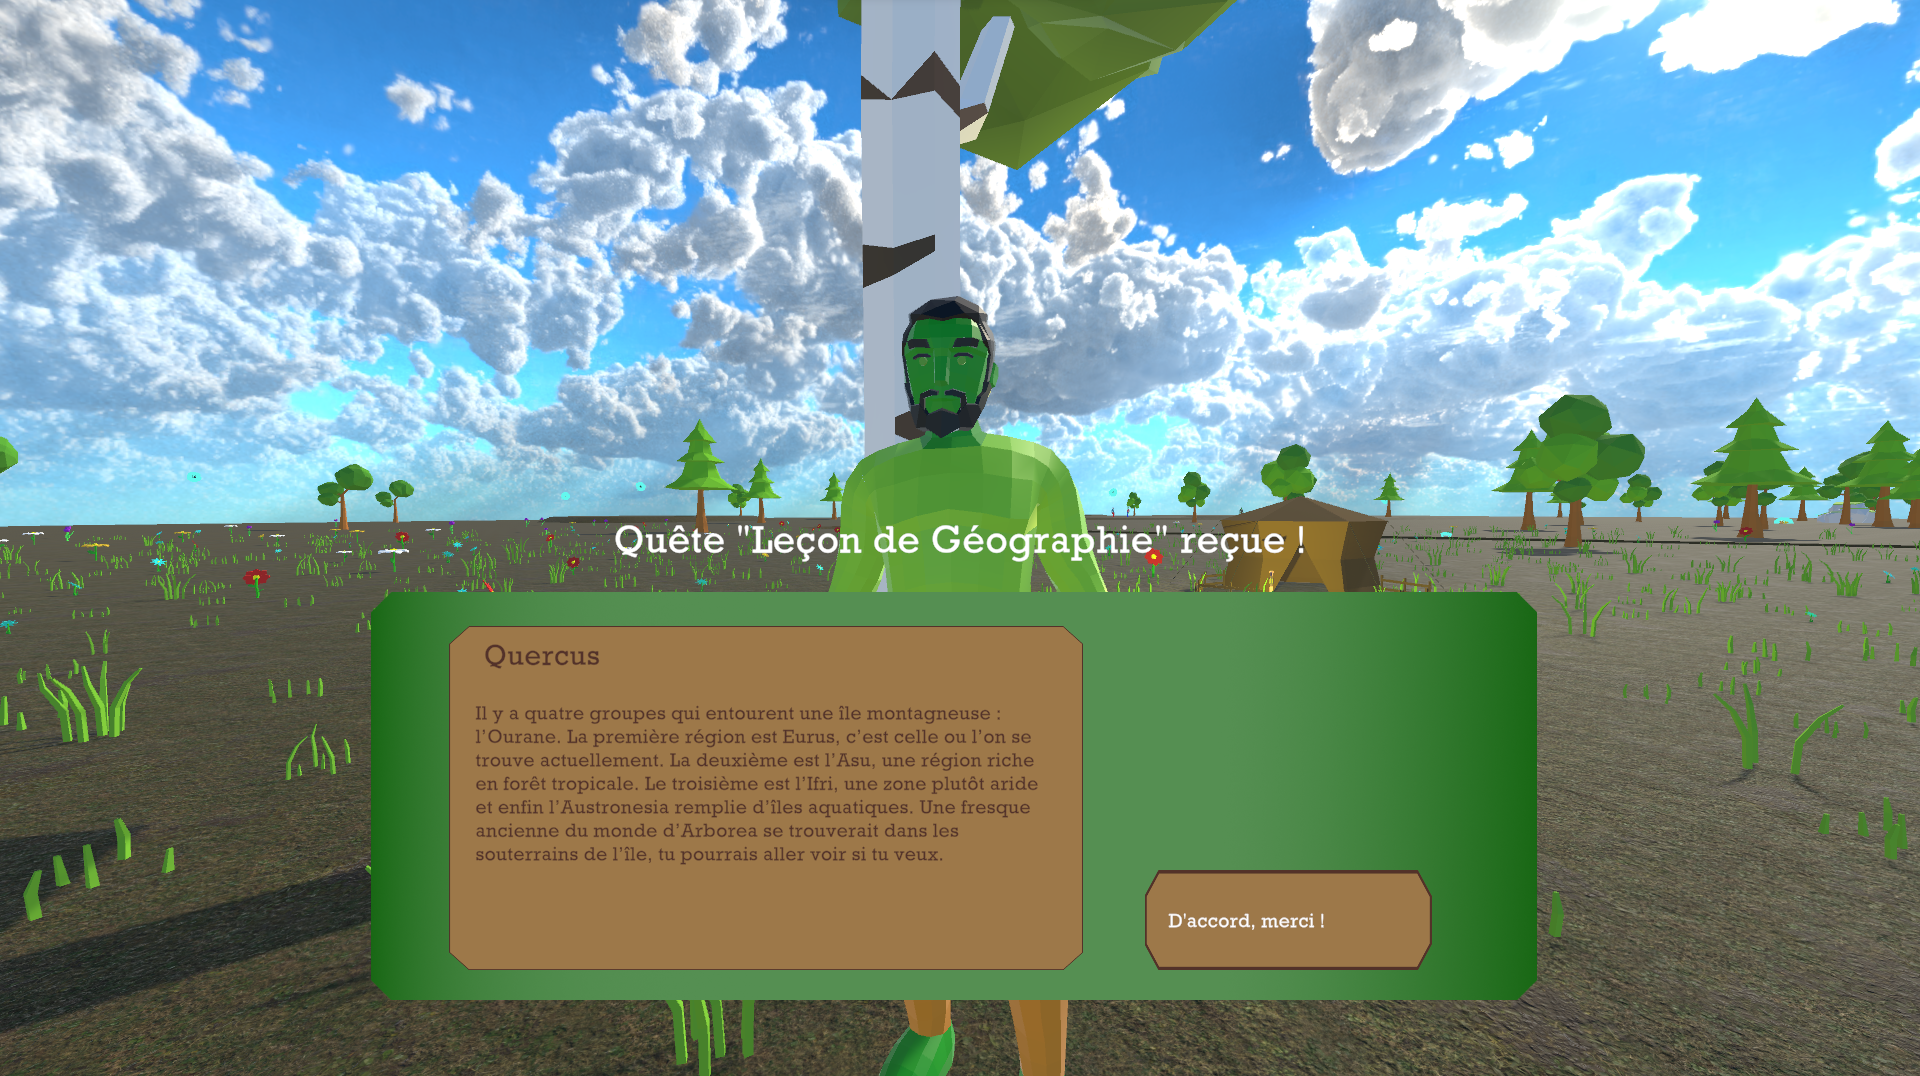 Quête "Leçon de Géographie" reçue !
Quercus
Il y a quatre groupes qui entourent une île montagneuse :
l'Ourane. La première région est Eurus, c'est celle ou l'on se
trouve actuellement. La deuxième est l'Asu, une région riche
en forêt tropicale. Le troisième est l'Ifri, une zone plutôt aride
et enfin l'Austronesia remplie d'îles aquatiques. Une fresque
ancienne du monde d'Arborea se trouverait dans les
souterrains de l'île, tu pourrais aller voir si tu veux.
D'accord, merci !